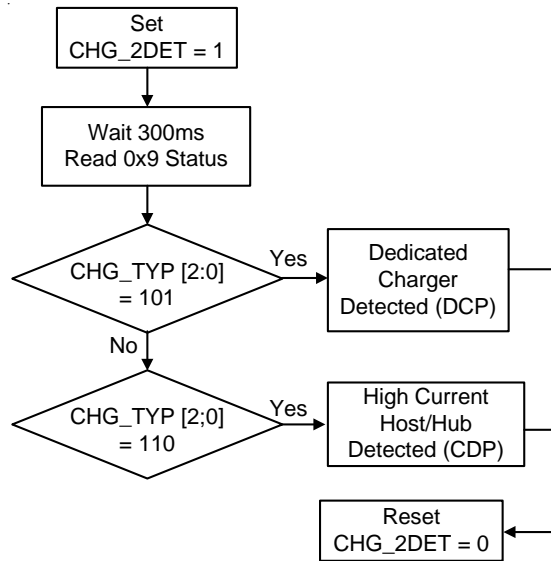 Set
CHG_2DET = 1
Wait 300ms
Read 0x9 Status
CHG_TYP [2:0]
= 101
Yes
Dedicated
Charger
Detected (DCP)
No
CHG_TYP [2;0]
= 110
Yes
High Current
Host/Hub
Detected (CDP)
Reset
CHG_2DET = 0